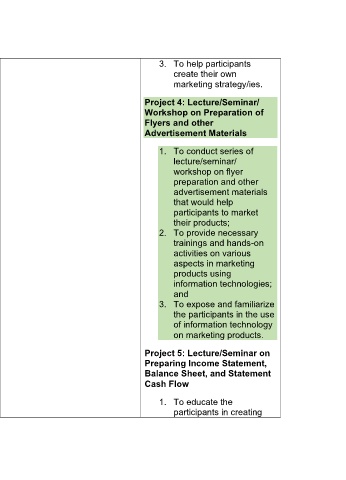 3. To help participants
create their own
marketing strategy/ies.
Project 4: Lecture/Seminar/
Workshop on Preparation of
Flyers and other
Advertisement Materials
1. To conduct series of
lecture/seminar/
workshop on flyer
preparation and other
advertisement materials
that would help
participants to market
their products;
2. To provide necessary
trainings and hands-on
activities on various
aspects in marketing
products using
information technologies;
and
3. To expose and familiarize
the participants in the use
of information technology
on marketing products.
Project 5: Lecture/Seminar on
Preparing Income Statement,
Balance Sheet, and Statement
Cash Flow
1. To educate the
participants in creating